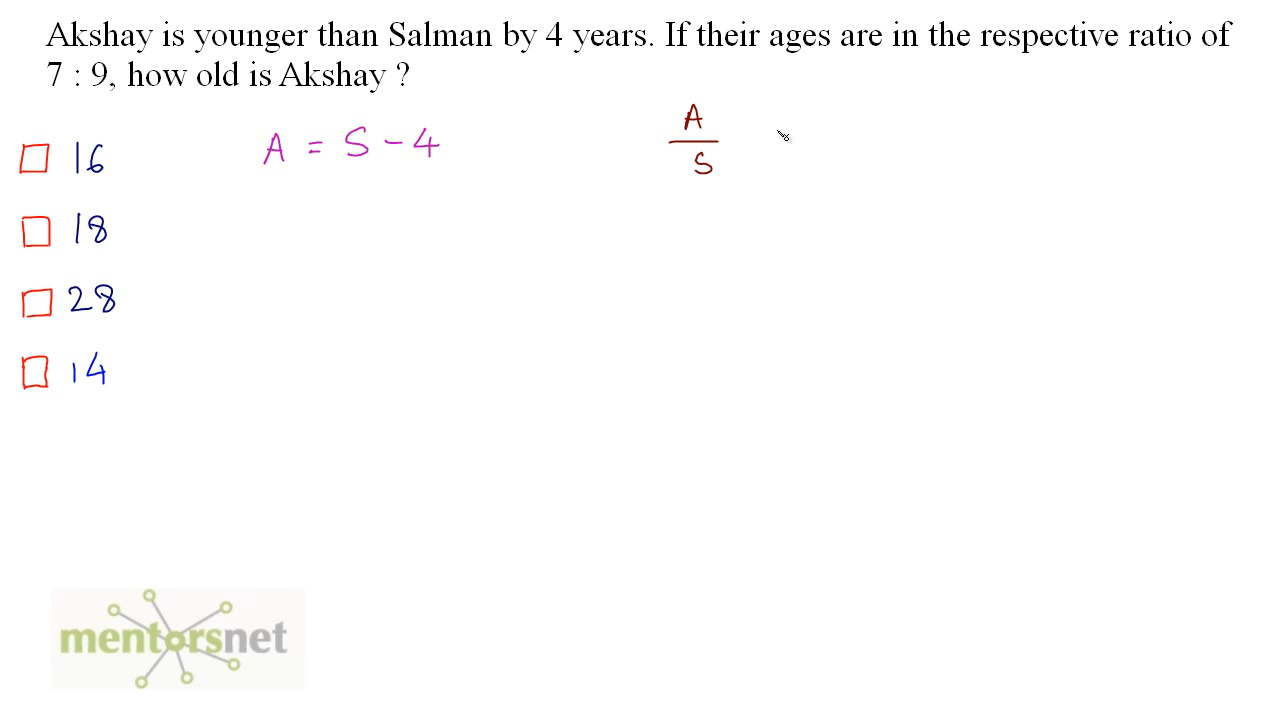 Akshay is younger than Salman by 4 years. If their ages are in the respective ratio of
7 : 9, how old is Akshay ?
A = S - 4
A
S
16
18
28
14
mentorsnet